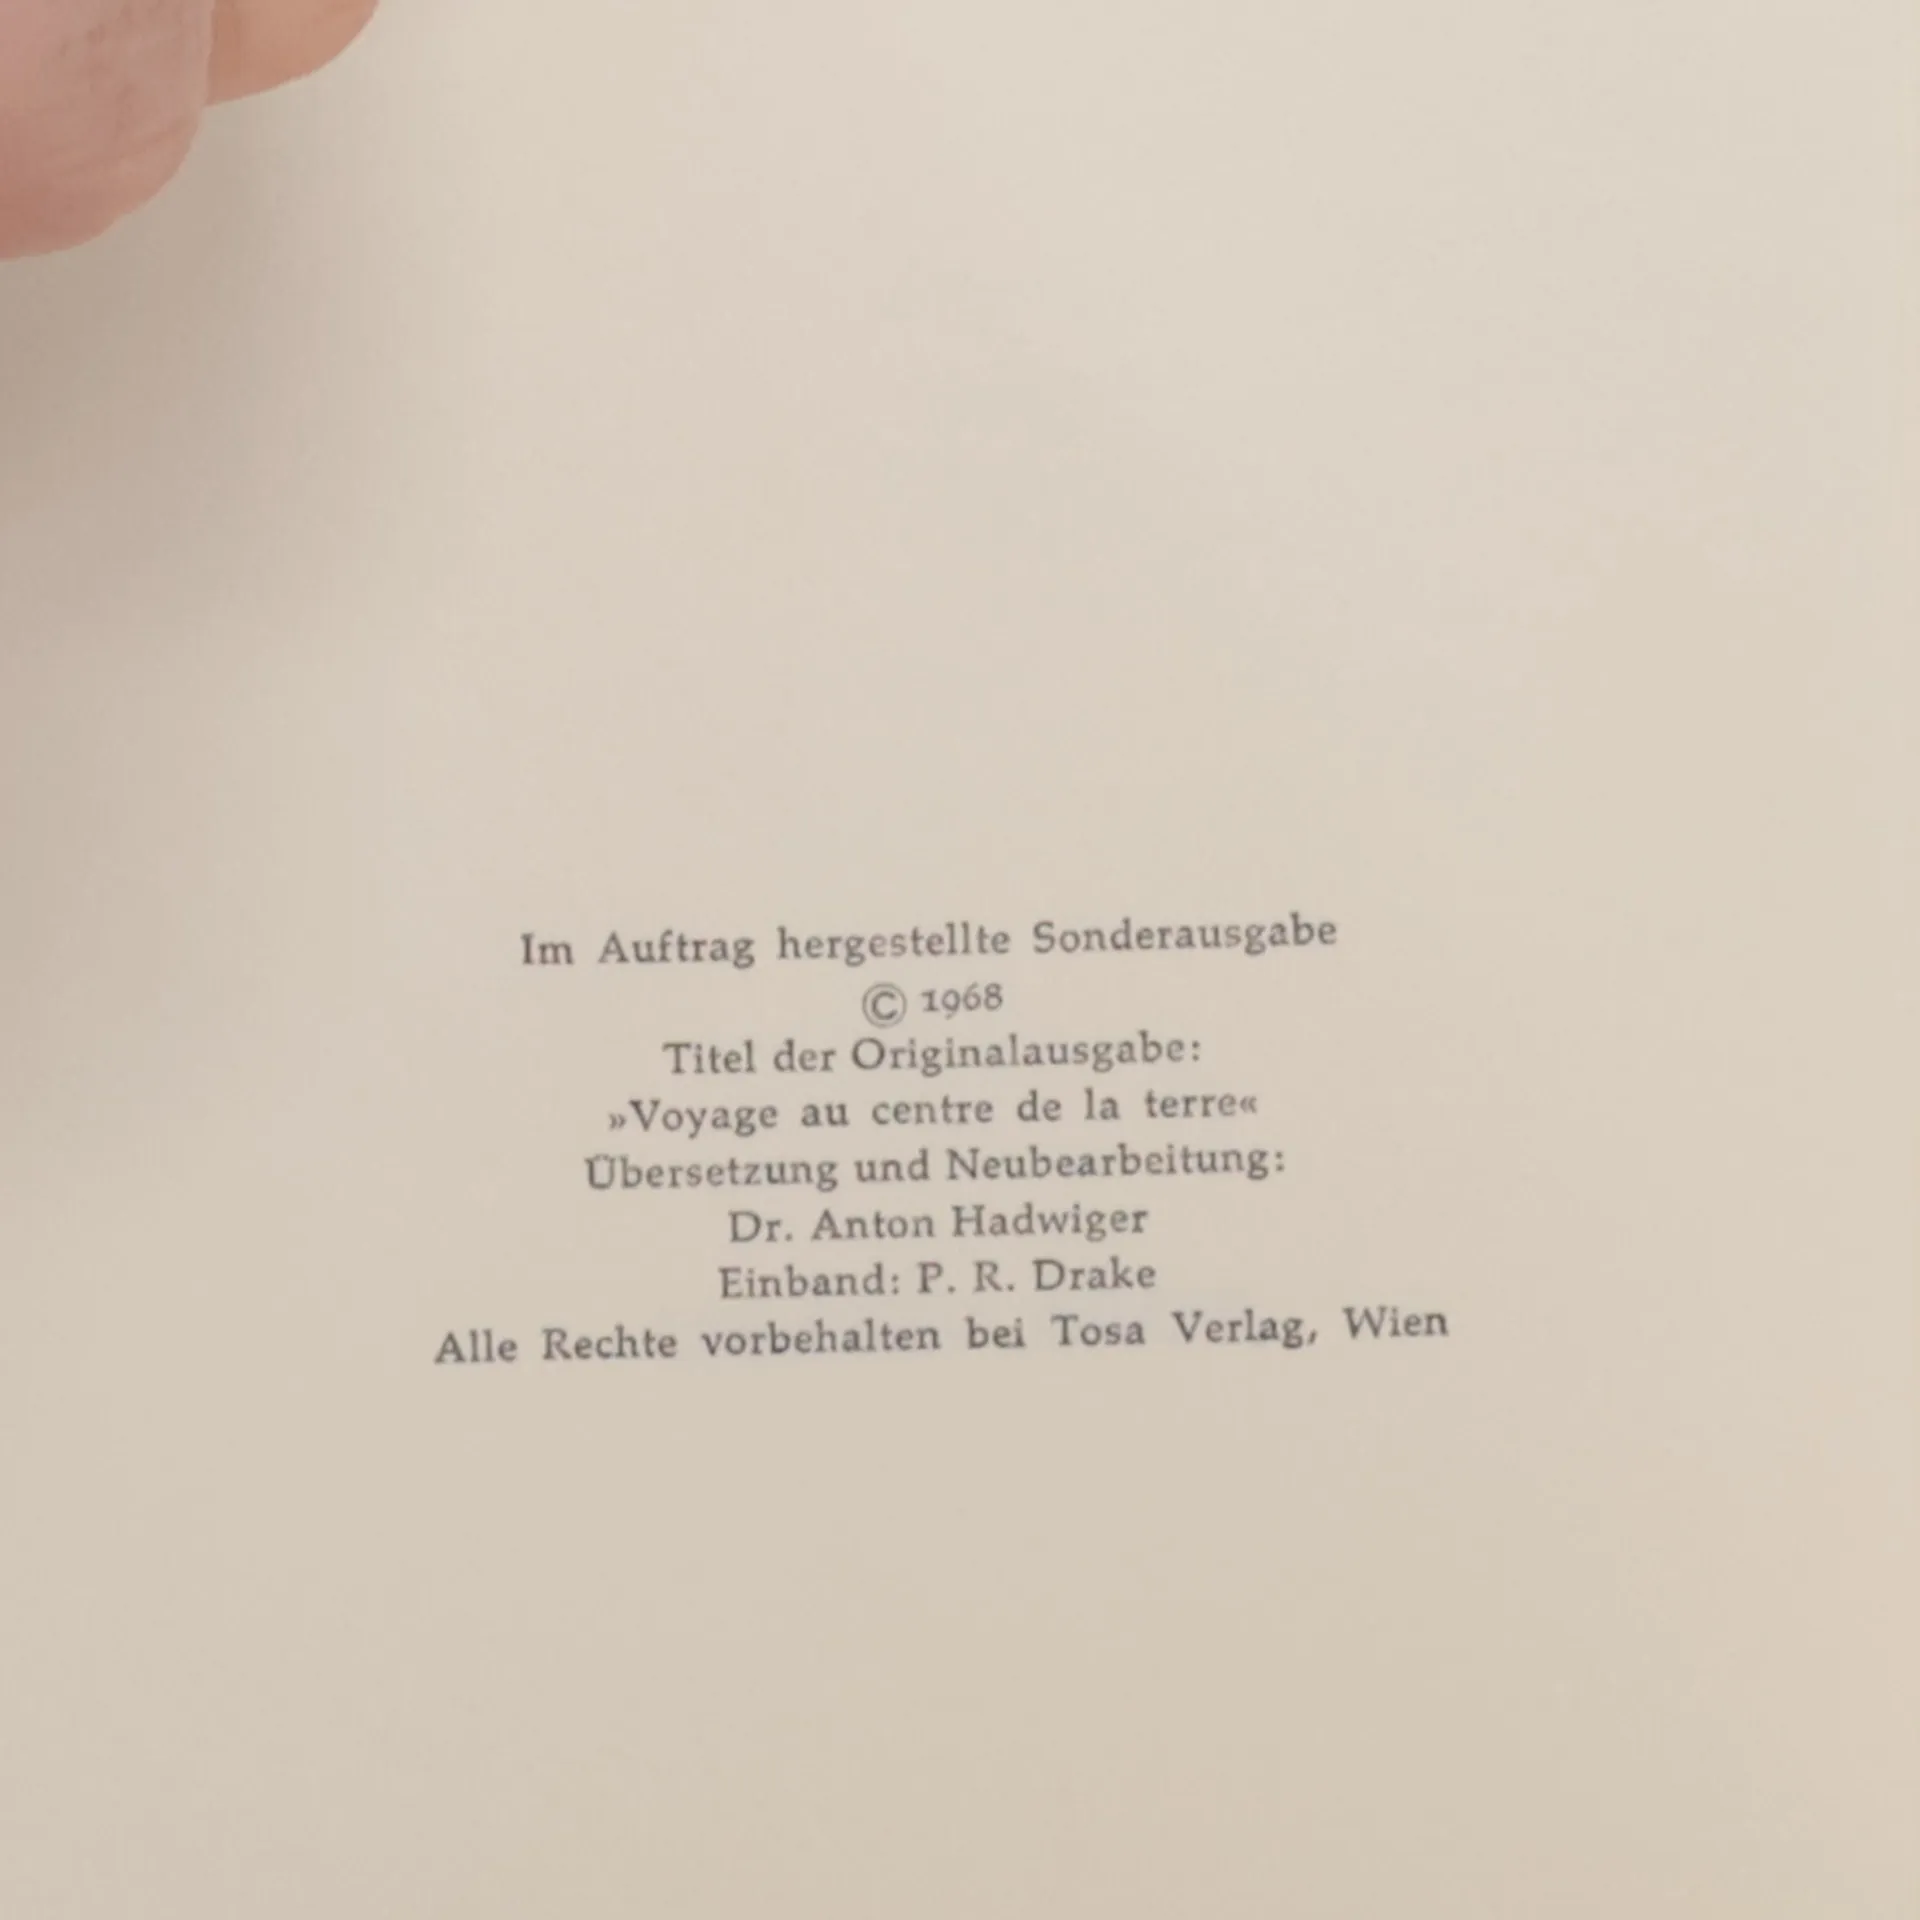 Im Auftrag hergestellte Sonderausgabe
© 1968
Titel der Originalausgabe:
»Voyage au centre de la terre«
Übersetzung und Neubearbeitung:
Dr. Anton Hadwiger
Einband: P. R. Drake
Alle Rechte vorbehalten bei Tosa Verlag, Wien